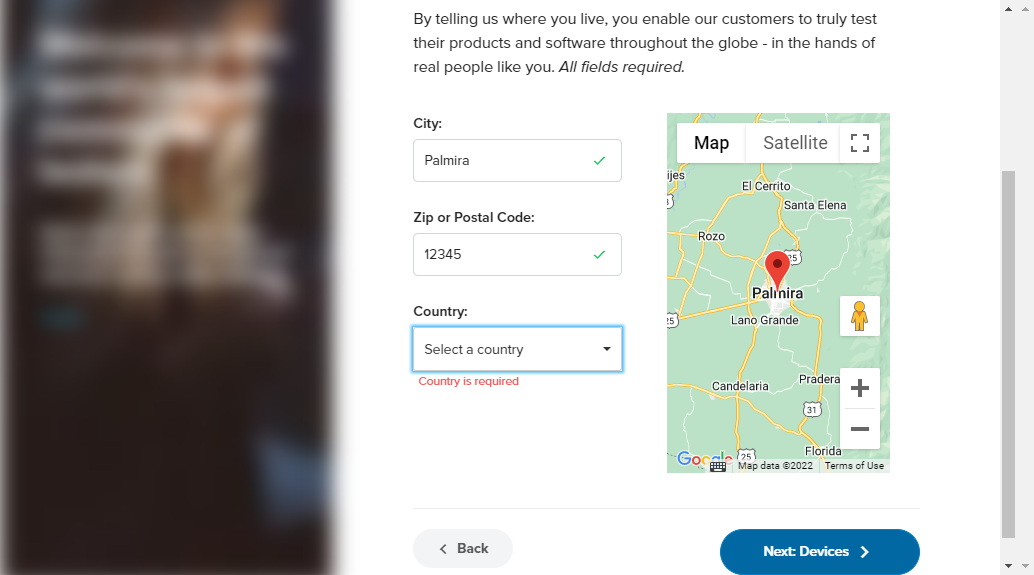 By telling us where you live, you enable our customers to truly test
their products and software throughout the globe - in the hands of
real people like you. All fields required.
City:
Palmira
Zip or Postal Code:
12345
Country:
Select a country
Country is required
Map
Satellite
ijes
El Cerrito
Santa Elena
Rozo
25
Palmira
25
Lano Grande
Candelaria
Pradera
31
Florida
25
Google
Map data ©2022
Terms of Use
Back
Next: Devices